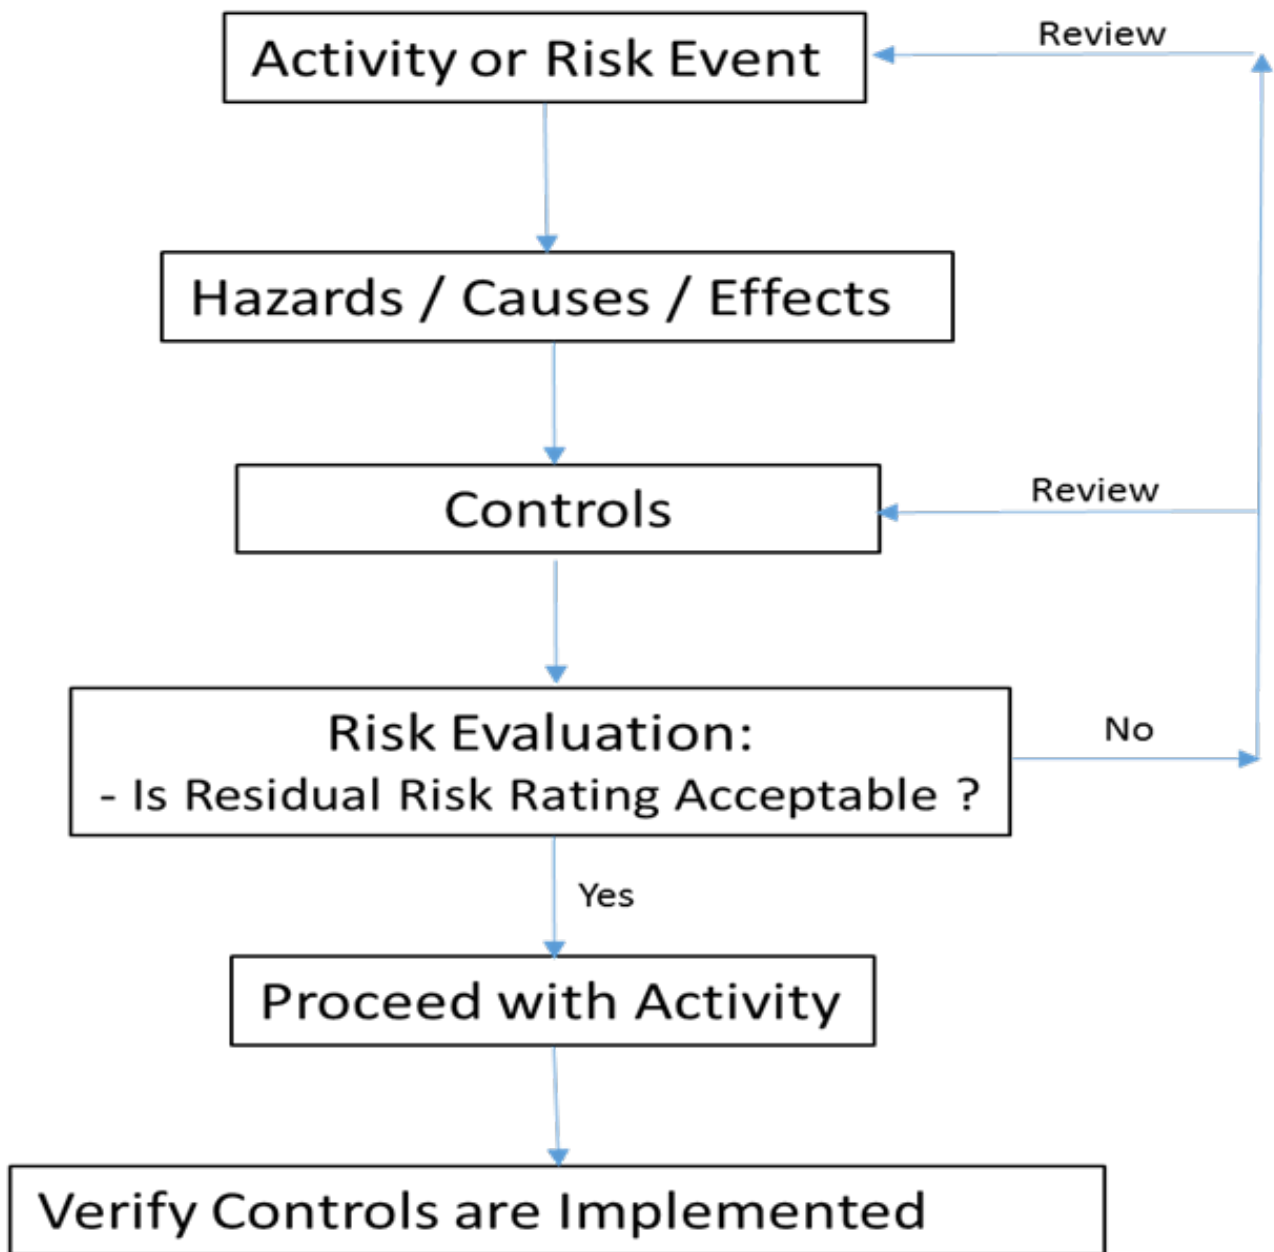 Activity or Risk Event
Review
Hazards / Causes / Effects
Controls
Review
Risk Evaluation:
- Is Residual Risk Rating Acceptable ?
No
Yes
Proceed with Activity
Verify Controls are Implemented